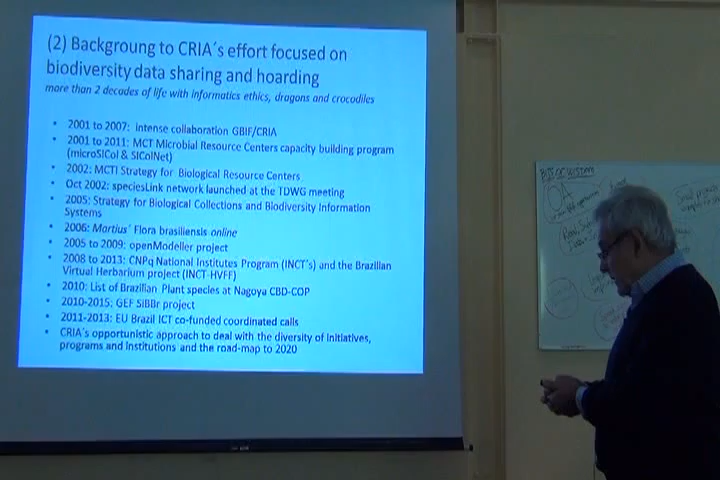 (2) Backgroung to CRIA´s effort focused on
biodiversity data sharing and hoarding
more than 2 decades of life with informatics ethics, dragons and crocodiles
• 2001 to 2007: intense collaboration GBIF/CRIA
• 2001 to 2011: MCT Microbial Resource Centers capacity building program
(microSICol & SIColNet)
• 2002: MCTI Strategy for Biological Resource Centers
• Oct 2002: speciesLink network launched at the TDWG meeting
• 2005: Strategy for Biological Collections and Biodiversity Information
Systems
• 2006: Martius´ Flora brasiliensis online
• 2005 to 2009: openModeller project
• 2008 to 2013: CNPq National Institutes Program (INCT's) and the Brazilian
Virtual Herbarium project (INCT-HVFF)
• 2010: List of Brazilian Plant species at Nagoya CBD-COP
• 2010-2015: GEF SiBBr project
• 2011-2013: EU Brazil ICT co-funded coordinated calls
• CRIA's opportunistic approach to deal with the diversity of initiatives,
programs and institutions and the road-map to 2020
OA